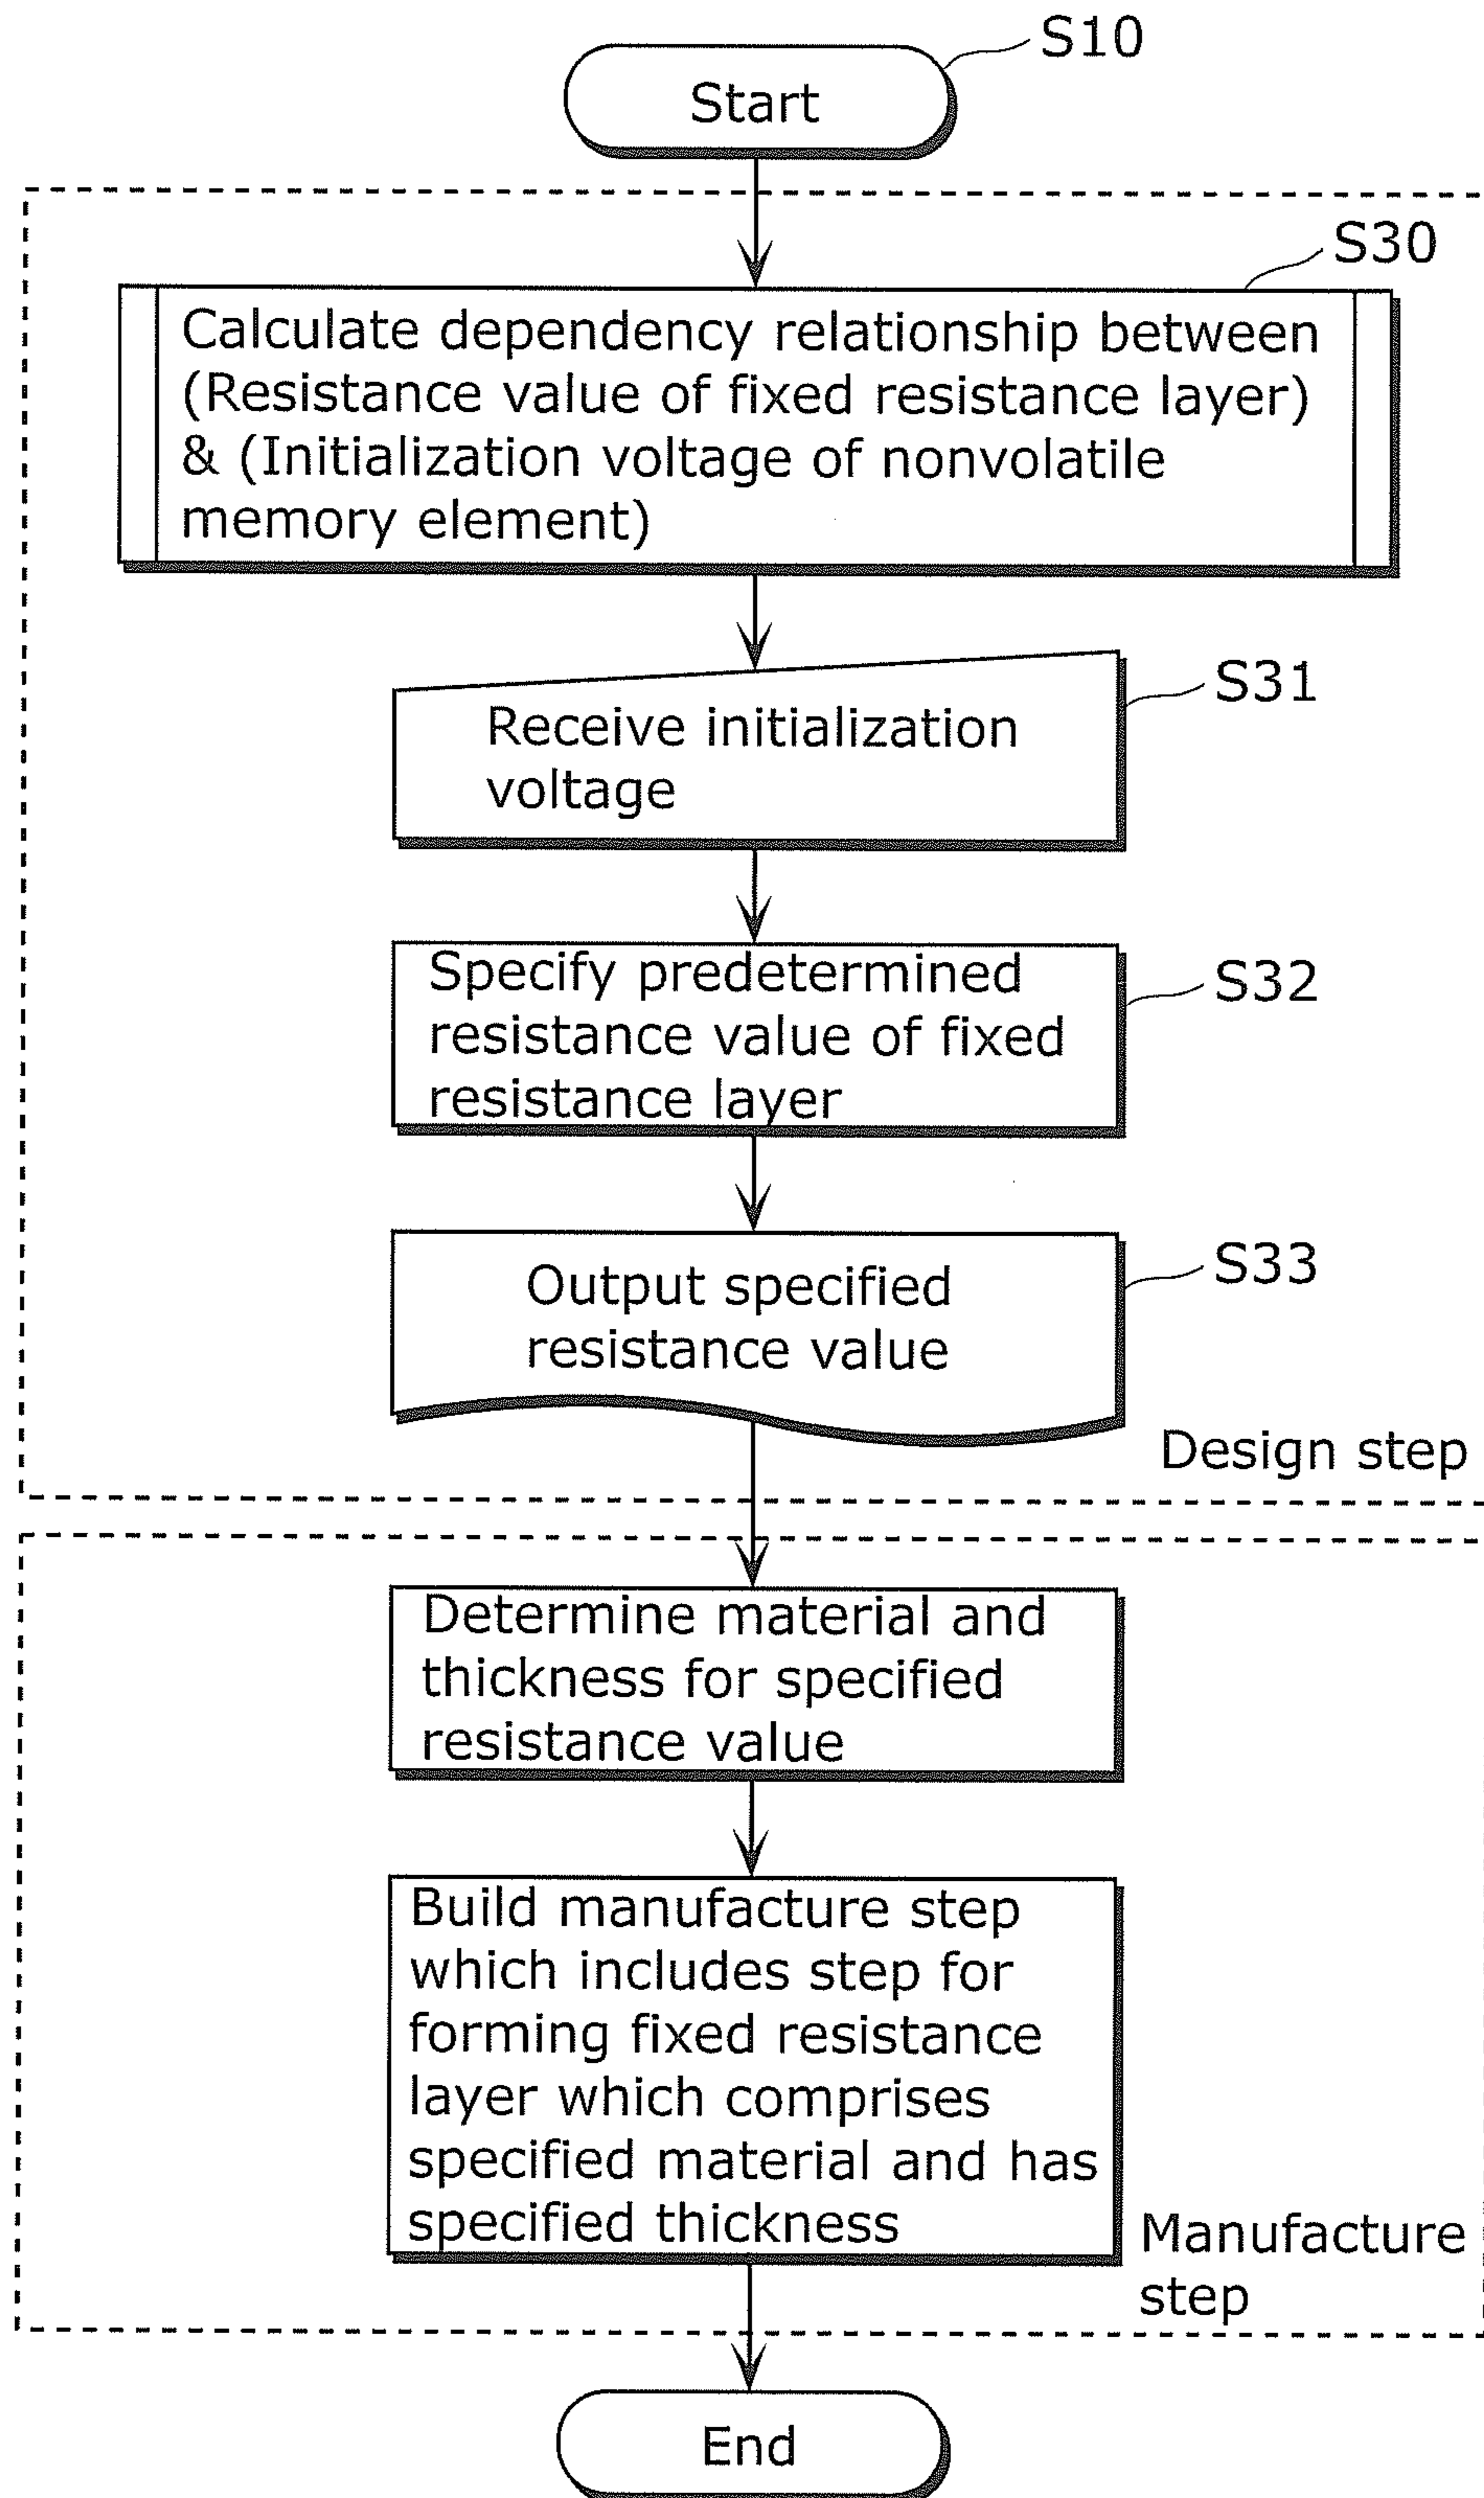 S10
Start
S30
Calculate dependency relationship between
(Resistance value of fixed resistance layer)
& (Initialization voltage of nonvolatile
memory element)
S31
Receive initialization
voltage
S32
Specify predetermined
resistance value of fixed
resistance layer
S33
Output specified
resistance value
Design step
Determine material and
thickness for specified
resistance value
Build manufacture step
which includes step for
forming fixed resistance
layer which comprises
specified material and has
specified thickness
Manufacture
step
End